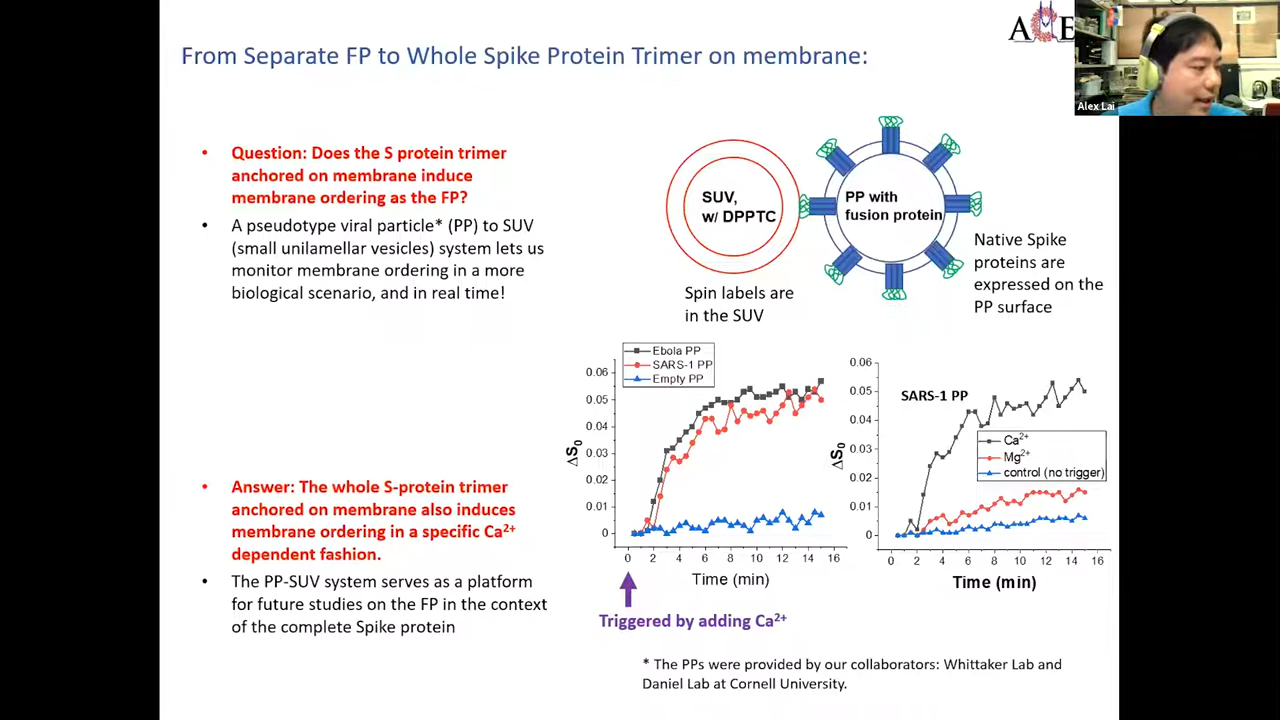 ACE
Alex Lai
From Separate FP to Whole Spike Protein Trimer on membrane:
• Question: Does the S protein trimer
anchored on membrane induce
membrane ordering as the FP?
• A pseudotype viral particle* (PP) to SUV
(small unilamellar vesicles) system lets us
monitor membrane ordering in a more
biological scenario, and in real time!
SUV,
w/ DPPTC
PP with
fusion protein
Spin labels are
in the SUV
Native Spike
proteins are
expressed on the
PP surface
• Answer: The whole S-protein trimer
anchored on membrane also induces
membrane ordering in a specific Ca²⁺
dependent fashion.
• The PP-SUV system serves as a platform
for future studies on the FP in the context
of the complete Spike protein
Ebola PP
SARS-1 PP
Empty PP
0.06
0.05
0.04
0.03
0.02
0.01
0
ΔS₀
0 2 4 6 8 10 12 14 16
Time (min)
Triggered by adding Ca²⁺
SARS-1 PP
Ca²⁺
Mg²⁺
control (no trigger)
0.06
0.05
0.04
0.03
0.02
0.01
0.00
ΔS₀
0 2 4 6 8 10 12 14 16
Time (min)
* The PPs were provided by our collaborators: Whittaker Lab and
Daniel Lab at Cornell University.